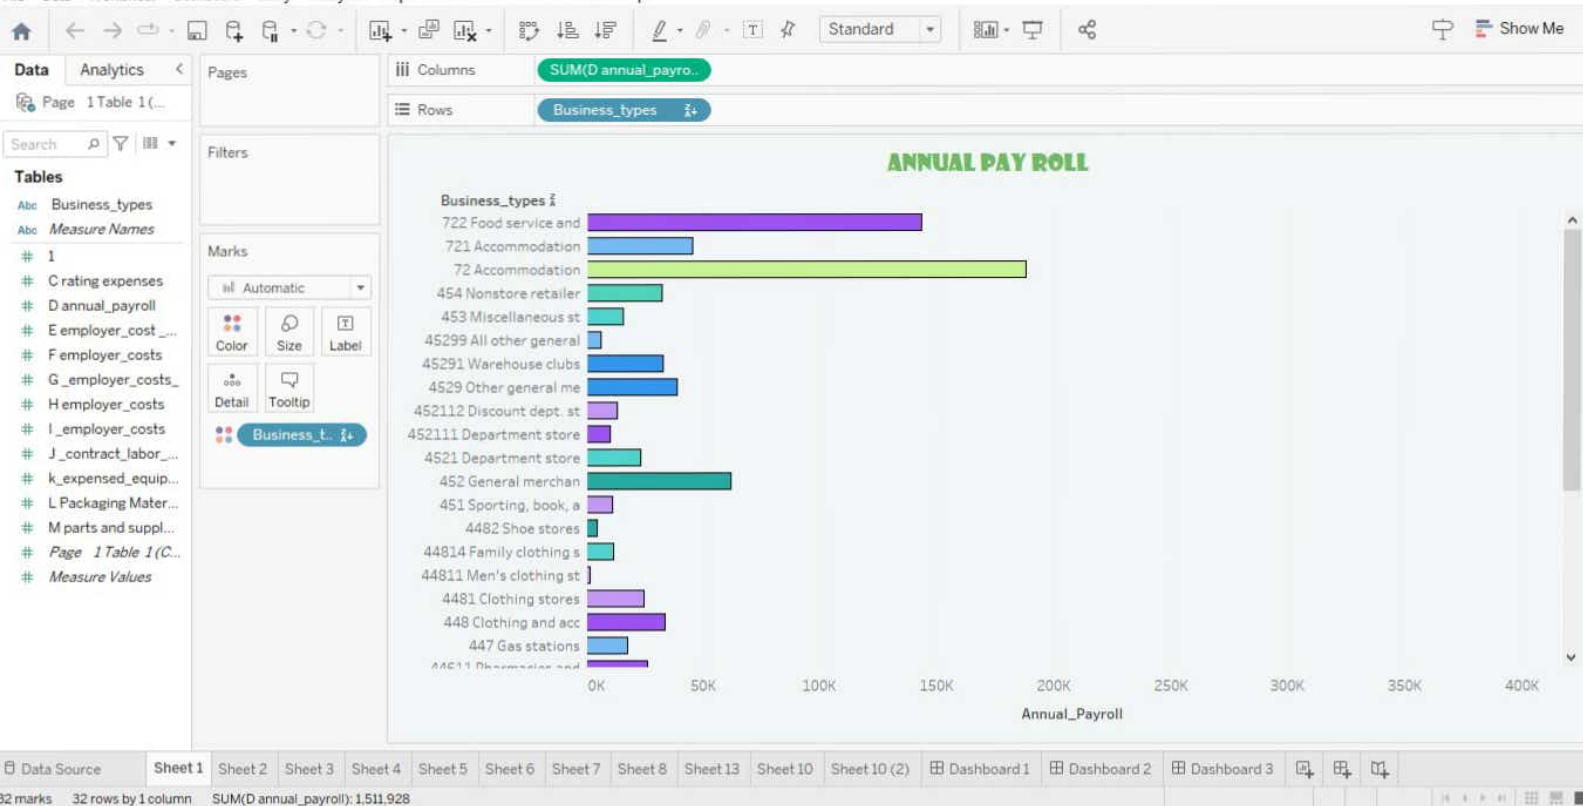 Standard
Show Me
Data
Analytics
Page 1 Table 1 (...
Search
Tables
Abc Business_types
Abc Measure Names
# 1
# C rating expenses
# D annual_payroll
# E employer_cost _...
# F employer_costs
# G _employer_costs_
# H employer_costs
# I _employer_costs
# J _contract_labor_...
# k_expensed_equip...
# L Packaging Mater...
# M parts and suppl...
# Page 1 Table 1 (C...
# Measure Values
Pages
Filters
Marks
Automatic
Color
Size
Label
Detail
Tooltip
Business_t..
Columns
SUM(D annual_payro..
Rows
Business_types
ANNUAL PAY ROLL
Business_types
722 Food service and
721 Accommodation
72 Accommodation
454 Nonstore retailer
453 Miscellaneous st
45299 All other general
45291 Warehouse clubs
4529 Other general me
452112 Discount dept. st
452111 Department store
4521 Department store
452 General merchan
451 Sporting, book, a
4482 Shoe stores
44814 Family clothing s
44811 Men's clothing st
4481 Clothing stores
448 Clothing and acc
447 Gas stations
0K 50K 100K 150K 200K 250K 300K 350K 400K
Annual_Payroll
Data Source
Sheet 1
Sheet 2
Sheet 3
Sheet 4
Sheet 5
Sheet 6
Sheet 7
Sheet 8
Sheet 13
Sheet 10
Sheet 10 (2)
Dashboard 1
Dashboard 2
Dashboard 3
32 marks 32 rows by 1 column SUM(D annual_payroll): 1,511,928